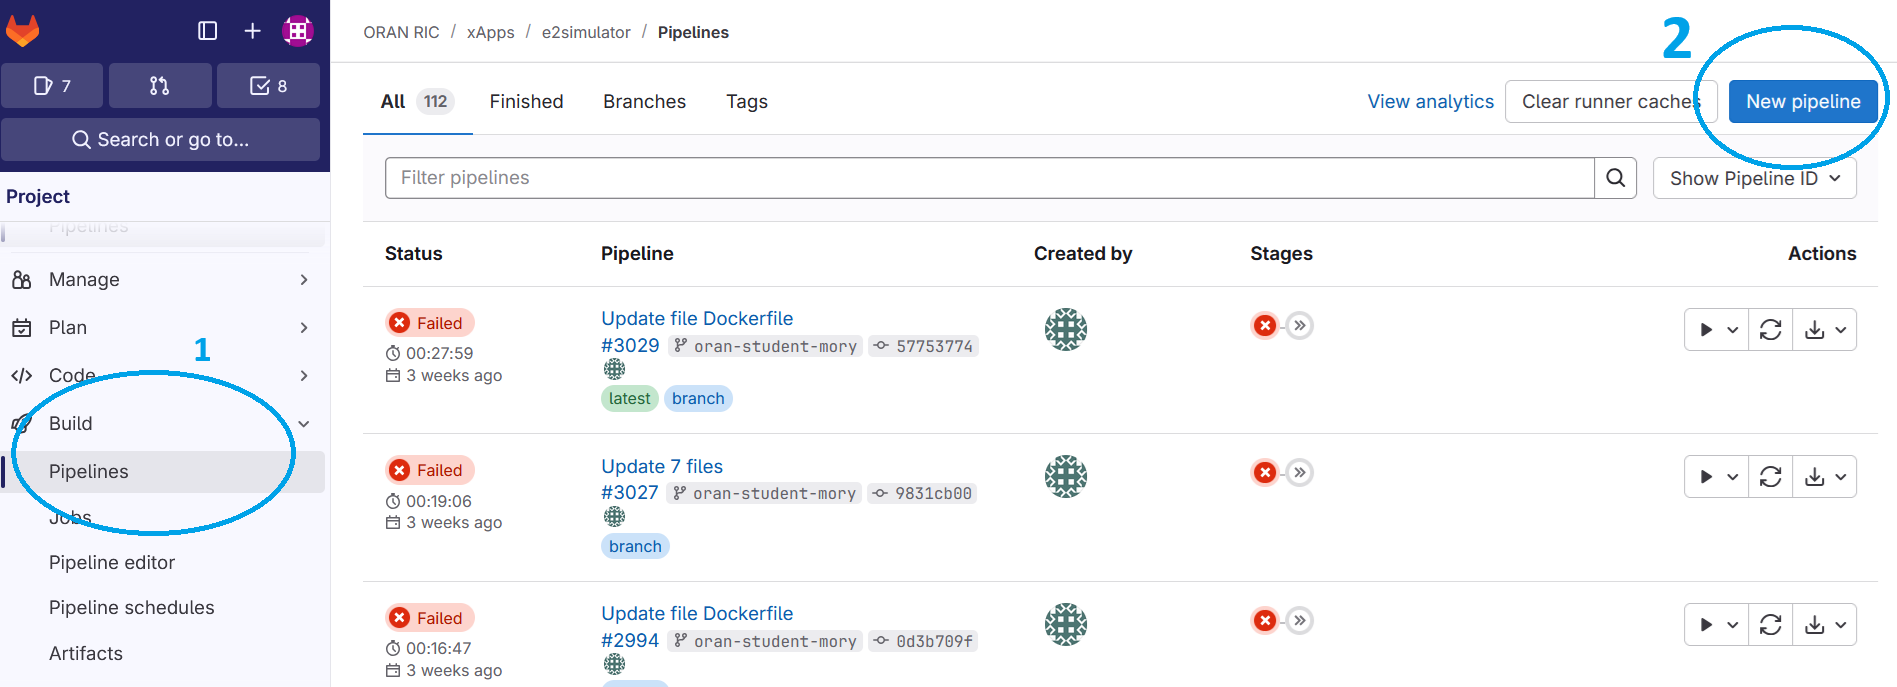 ORAN RIC / xApps / e2simulator / Pipelines
2
7
8
Search or go to...
Project
Pipelines
Manage
Plan
1
Code
Build
Pipelines
Jobs
Pipeline editor
Pipeline schedules
Artifacts
All 112 Finished Branches Tags
View analytics Clear runner caches New pipeline
Filter pipelines Show Pipeline ID
Status Pipeline Created by Stages Actions
Failed
00:27:59
3 weeks ago
Update file Dockerfile
#3029 oran-student-mory 57753774
latest branch
Failed
00:19:06
3 weeks ago
Update 7 files
#3027 oran-student-mory 9831cb00
branch
Failed
00:16:47
3 weeks ago
Update file Dockerfile
#2994 oran-student-mory 0d3b709f